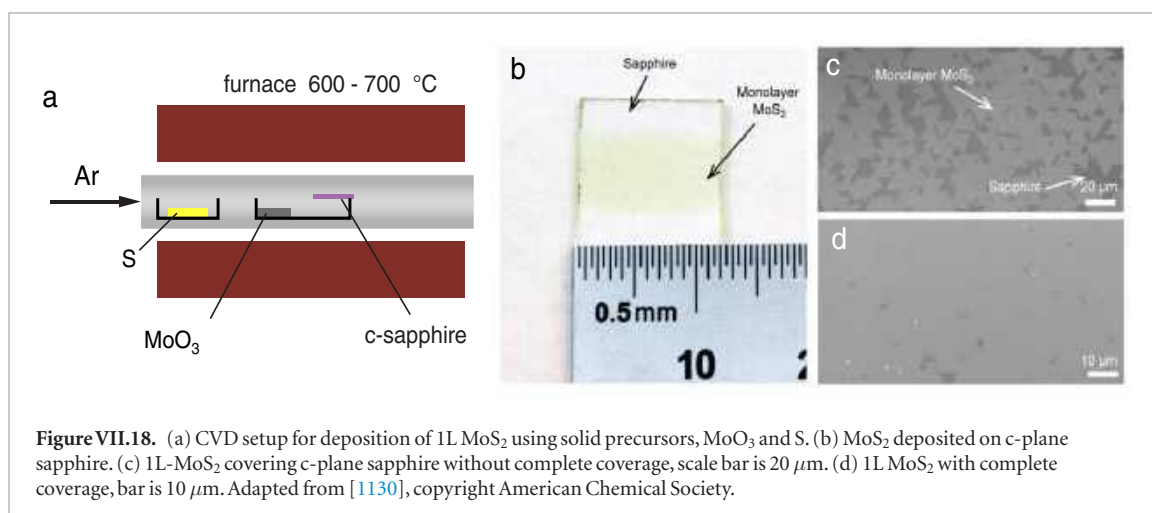 a
furnace 600 - 700 °C
Ar
S
MoO₃
c-sapphire
b
Sapphire
Monolayer
MoS₂
0.5 mm
10
c
Monolayer MoS₂
Sapphire
20 μm
d
10 μm
Figure VII.18. (a) CVD setup for deposition of 1L MoS₂ using solid precursors, MoO₃ and S. (b) MoS₂ deposited on c-plane
sapphire. (c) 1L-MoS₂ covering c-plane sapphire without complete coverage, scale bar is 20 μm. (d) 1L MoS₂ with complete
coverage, bar is 10 μm. Adapted from [1130], copyright American Chemical Society.